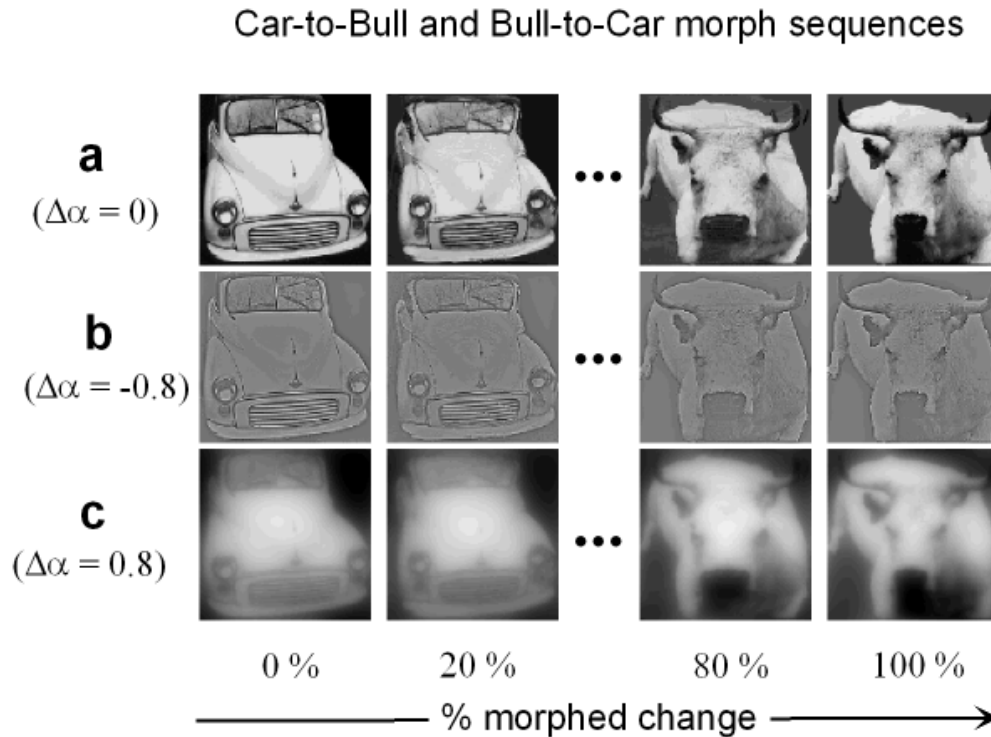 Car-to-Bull and Bull-to-Car morph sequences
a
(Δα = 0)
•••
b
(Δα = -0.8)
•••
c
(Δα = 0.8)
•••
0 %
20 %
80 %
100 %
% morphed change